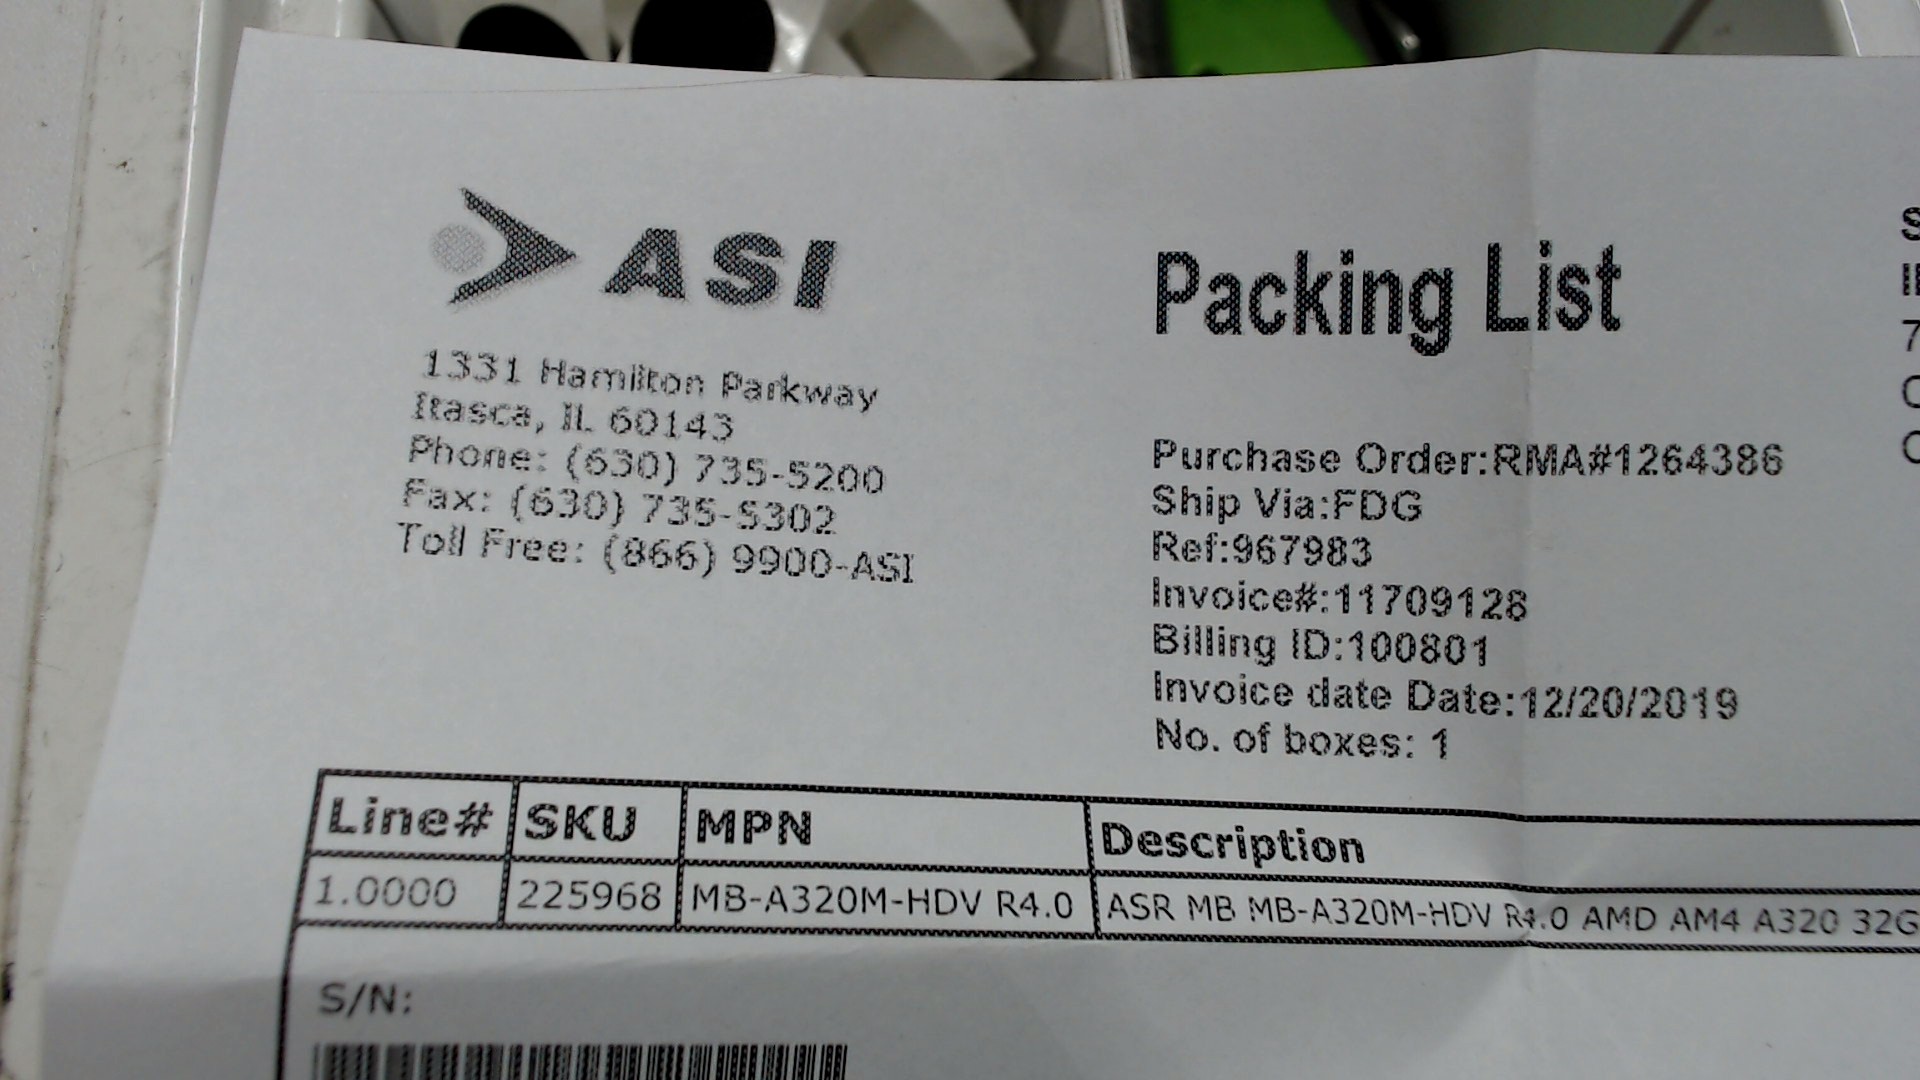 ASI
Packing List
1331 Hamilton Parkway
Itasca, IL 60143
Phone: (630) 735-5200
Fax: (630) 735-5302
Toll Free: (866) 9900-ASI
Purchase Order:RMA#1264386
Ship Via:FDG
Ref:967983
Invoice#:11709128
Billing ID:100801
Invoice date Date:12/20/2019
No. of boxes: 1
Line# SKU MPN Description
1.0000 225968 MB-A320M-HDV R4.0 ASR MB MB-A320M-HDV R4.0 AMD AM4 A320 32G
S/N: